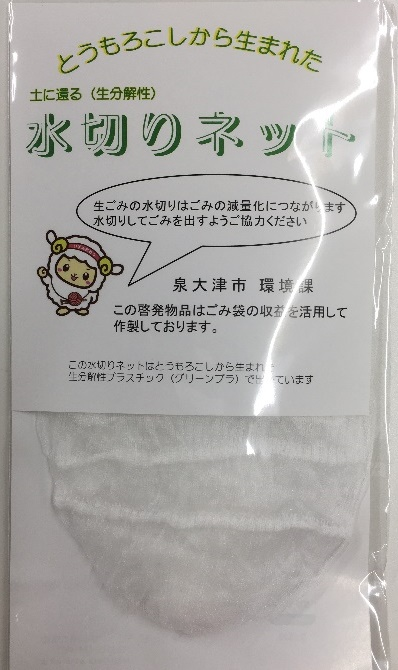 とうもろこしから生まれた
土に還る（生分解性）
水切りネット
生ごみの水切りはごみの減量化につながります
水切りしてごみを出すようご協力ください
泉大津市 環境課
この啓発物品はごみ袋の収益を活用して
作製しております。
この水切りネットはとうもろこしから生まれた
生分解性プラスチック（グリーンプラ）で出来ています